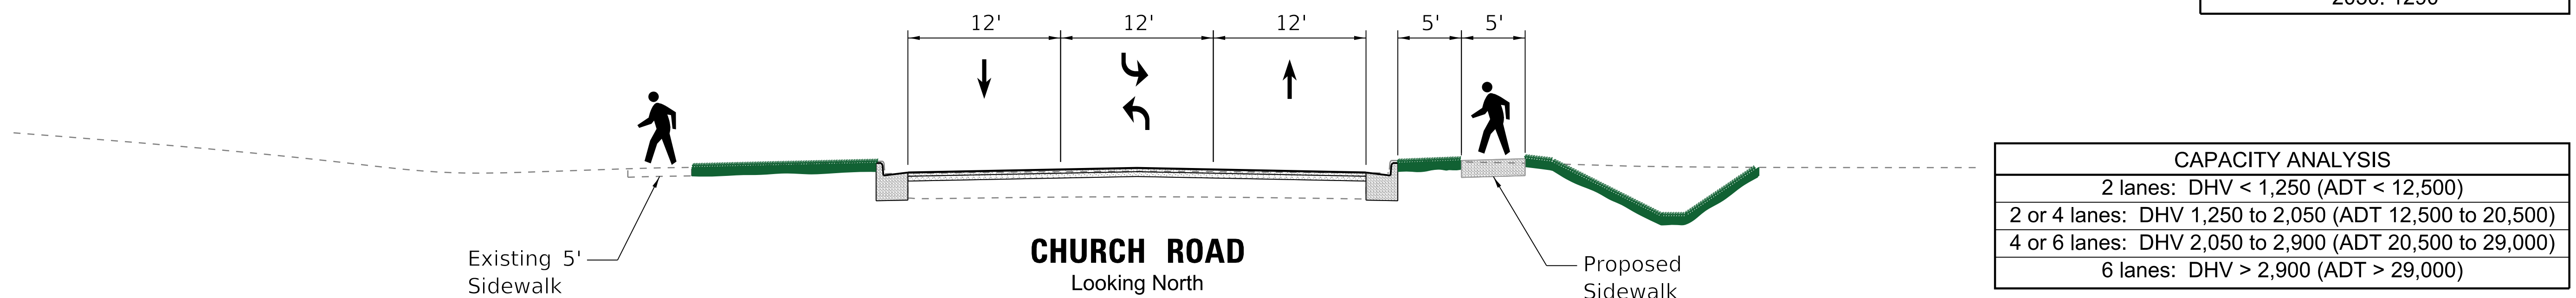 12' 12' 12' 5' 5'
Existing 5'
Sidewalk
CHURCH ROAD
Looking North
Proposed
Sidewalk
CAPACITY ANALYSIS
2 lanes: DHV < 1,250 (ADT < 12,500)
2 or 4 lanes: DHV 1,250 to 2,050 (ADT 12,500 to 20,500)
4 or 6 lanes: DHV 2,050 to 2,900 (ADT 20,500 to 29,000)
6 lanes: DHV > 2,900 (ADT > 29,000)